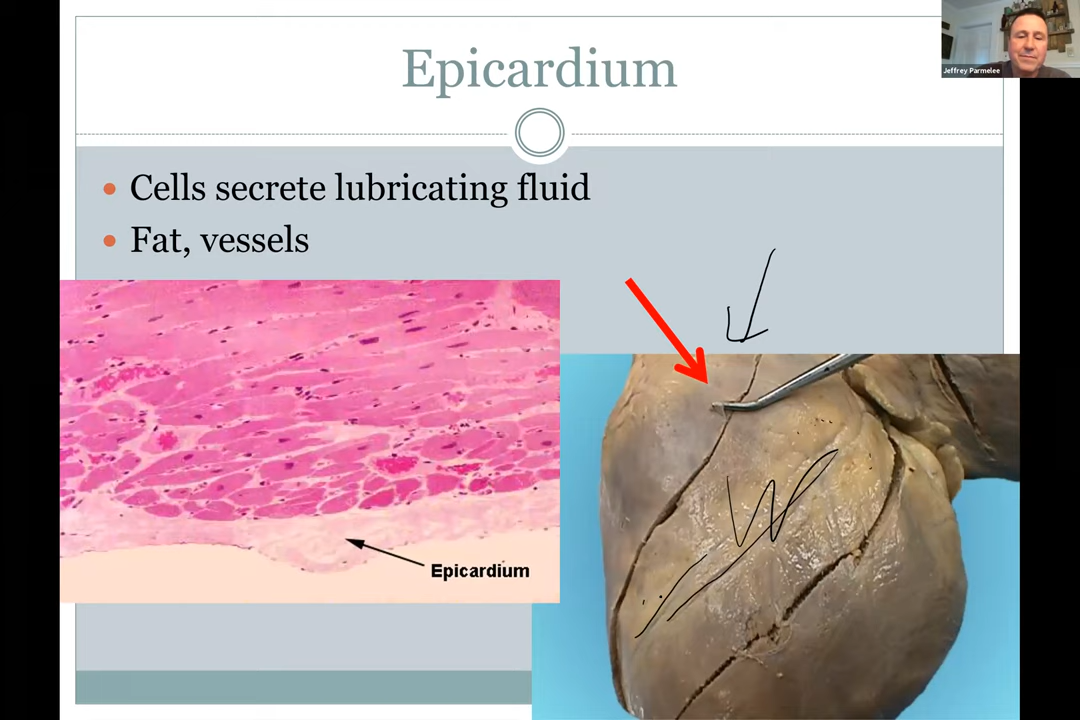 Epicardium
Jeffrey Parmelee
Cells secrete lubricating fluid
Fat, vessels
Epicardium